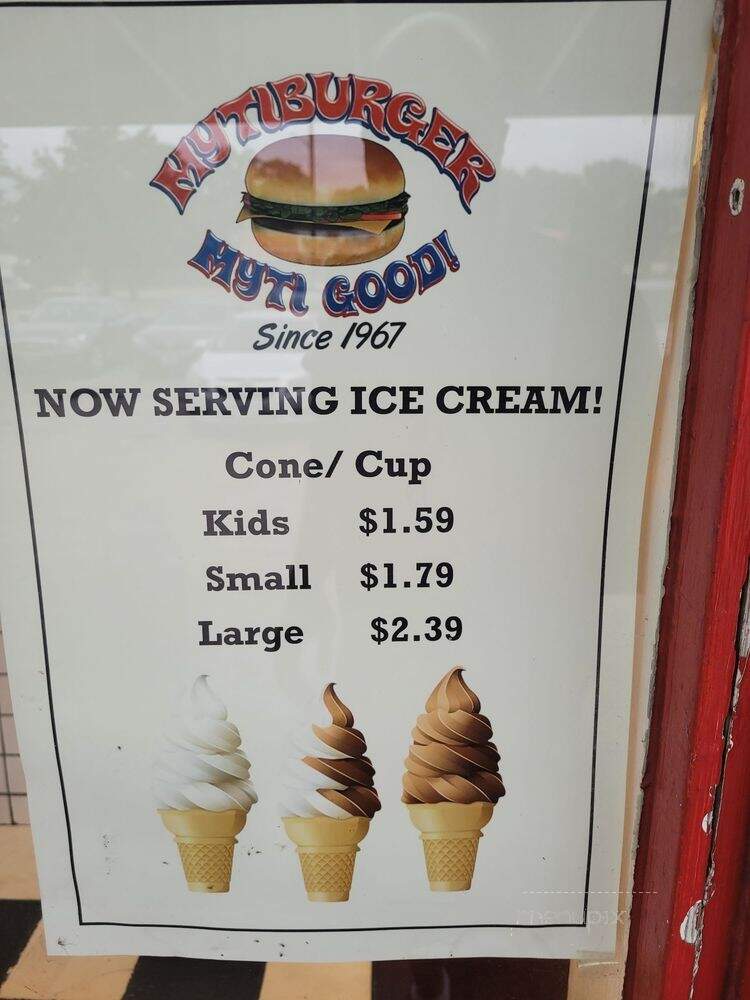 MYTIBURGER
MYTI GOOD!
Since 1967
NOW SERVING ICE CREAM!
Cone/ Cup
Kids $1.59
Small $1.79
Large $2.39